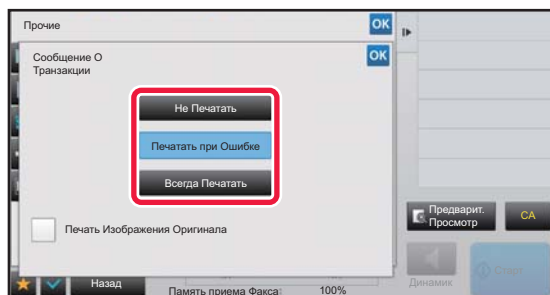 Прочие
OK
Сообщение О
Транзакции
OK
Не Печатать
Печатать при Ошибке
Всегда Печатать
Печать Изображения Оригинала
Предварит.
Просмотр
CA
Назад
Память приема Факса:
100%
Динамик
Старт